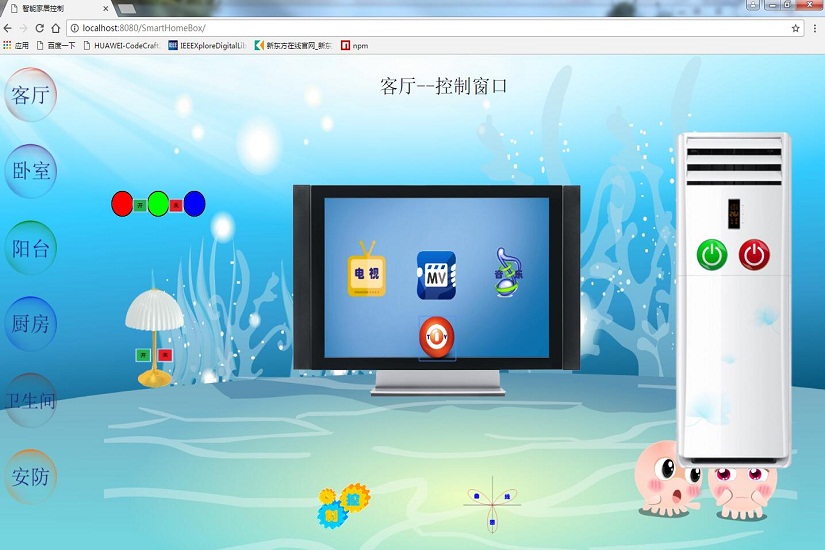 智能家居控制
localhost:8080/SmartHomeBox/
应用 百度一下 HUAWEI-CodeCraft IEEEXploreDigitalLib 新东方在线官网_新东 npm
客厅--控制窗口
客厅
卧室
阳台
厨房
卫生间
安防
开 关
电视 MV 音乐
开 关